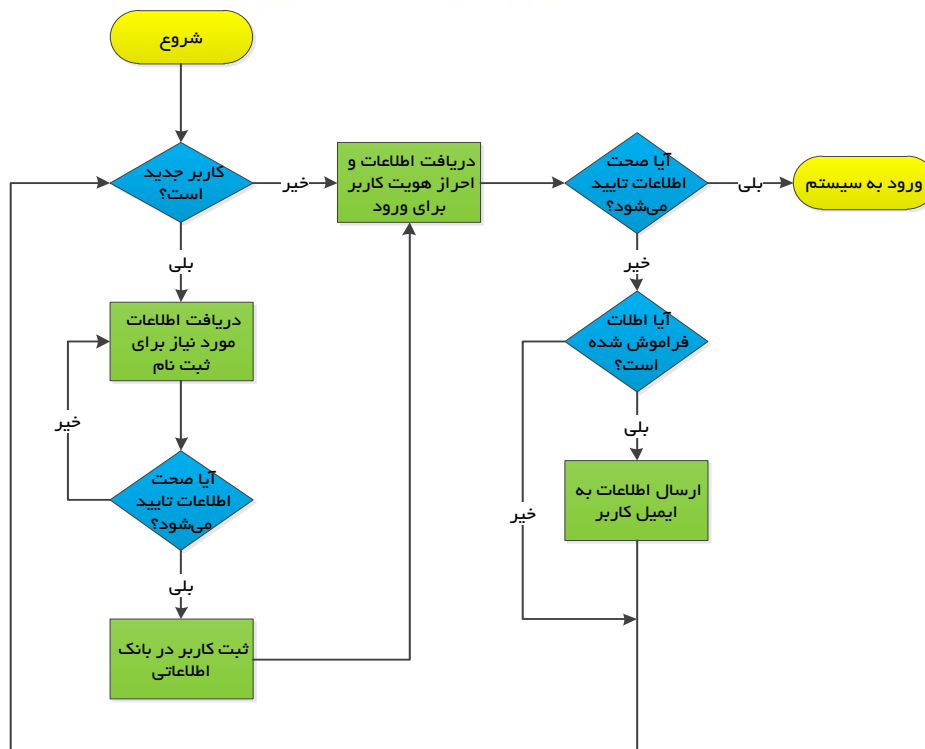 شروع
کاربر جدید
است؟
خیر
دریافت اطلاعات و
احراز هویت کاربر
برای ورود
آیا صحت
اطلاعات تایید
می‌شود؟
بلی
ورود به سیستم
بلی
دریافت اطلاعات
مورد نیاز برای
ثبت نام
خیر
آیا صحت
اطلاعات تایید
می‌شود؟
بلی
ثبت کاربر در بانک
اطلاعاتی
خیر
آیا اطلات
فراموش شده
است؟
بلی
خیر
ارسال اطلاعات به
ایمیل کاربر